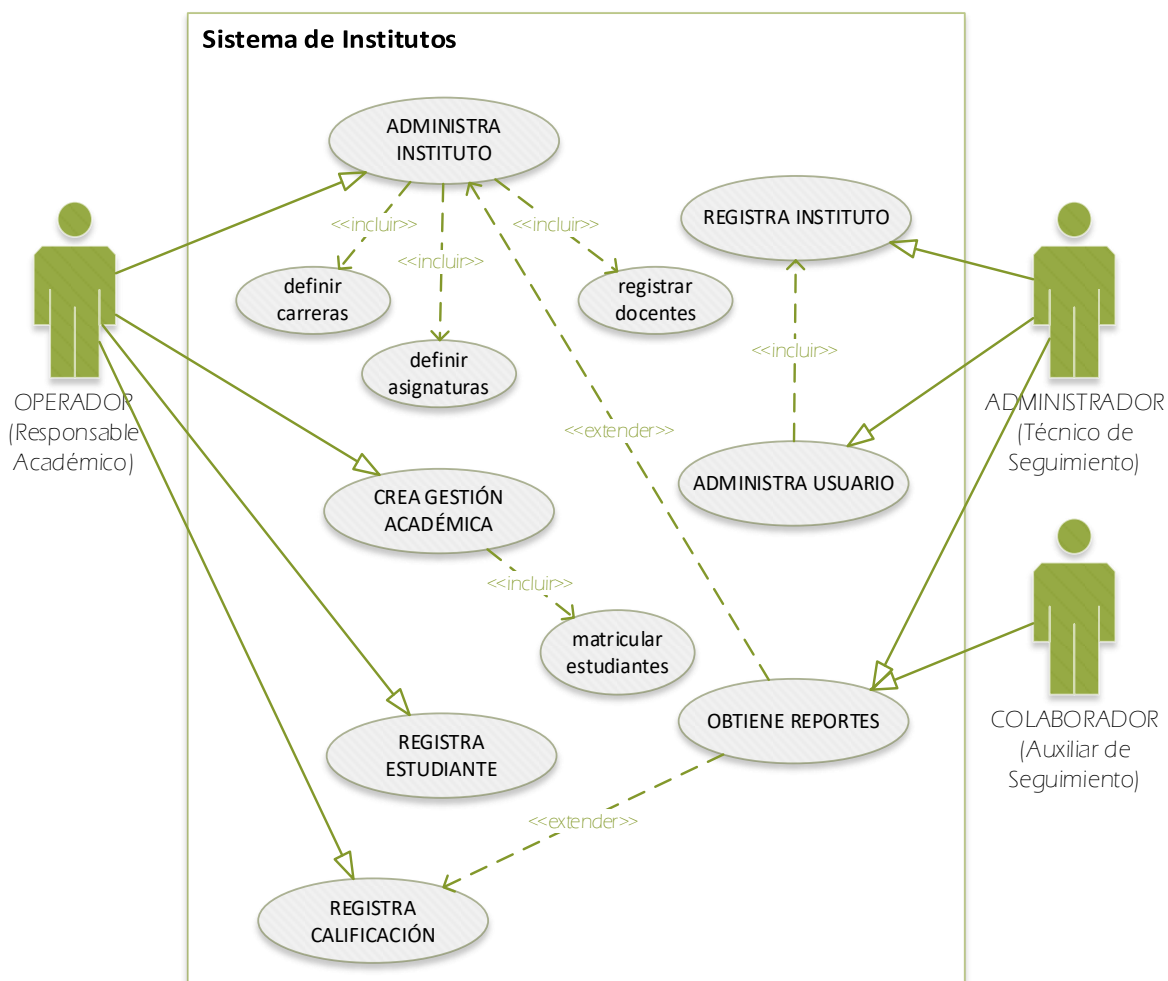 Sistema de Institutos
ADMINISTRA
INSTITUTO
REGISTRA INSTITUTO
<<incluir>>
<<incluir>>
<<incluir>>
definir
carreras
registrar
docentes
definir
asignaturas
<<incluir>>
OPERADOR
(Responsable
Académico)
ADMINISTRADOR
(Técnico de
Seguimiento)
<<extender>>
ADMINISTRA USUARIO
CREA GESTIÓN
ACADÉMICA
<<incluir>>
matricular
estudiantes
OBTIENE REPORTES
COLABORADOR
(Auxiliar de
Seguimiento)
REGISTRA
ESTUDIANTE
<<extender>>
REGISTRA
CALIFICACIÓN